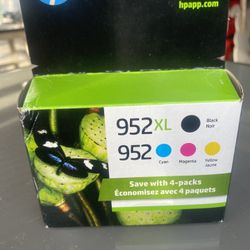 hpapp.com
952XL
Black
Noir
952
Cyan
Magenta
Yellow
Jaune
Save with 4-packs
Économisez avec 4 paquets